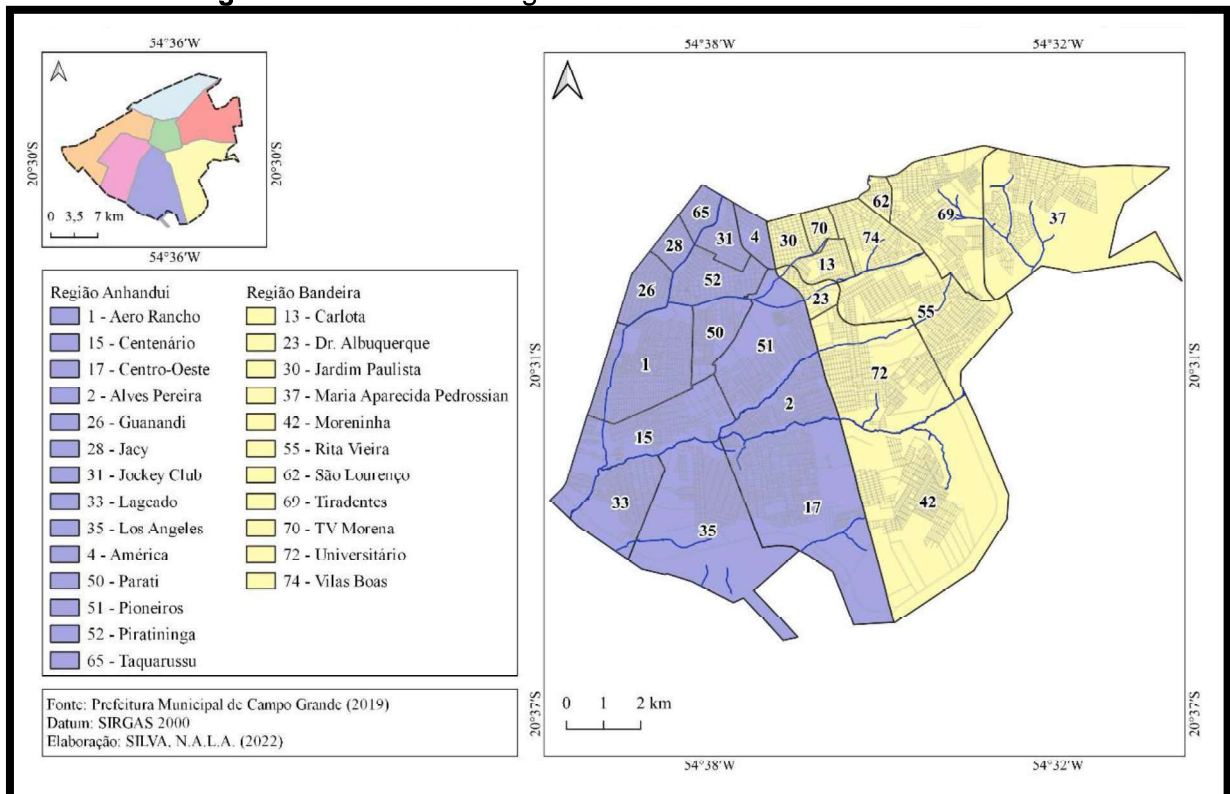 54°36'W
20°30'S
20°30'S
0 3,5 7 km
54°36'W
Região Anhandui
1 - Aero Rancho
15 - Centenário
17 - Centro-Oeste
2 - Alves Pereira
26 - Guanandi
28 - Jacy
31 - Jockey Club
33 - Lageado
35 - Los Angeles
4 - América
50 - Parati
51 - Pioneiros
52 - Piratininga
65 - Taquarussu
Região Bandeira
13 - Carlota
23 - Dr. Albuquerque
30 - Jardim Paulista
37 - Maria Aparecida Pedrossian
42 - Moreninha
55 - Rita Vieira
62 - São Lourenço
69 - Tiradentes
70 - TV Morena
72 - Universitário
74 - Vilas Boas
Fonte: Prefeitura Municipal de Campo Grande (2019)
Datum: SIRGAS 2000
Elaboração: SILVA, N.A.L.A. (2022)
54°38'W
54°32'W
20°31'S
20°31'S
20°37'S
20°37'S
65
28
31
4
30
70
62
74
69
37
26
52
13
23
55
50
51
1
72
2
15
33
35
17
42
0 1 2 km
54°38'W
54°32'W